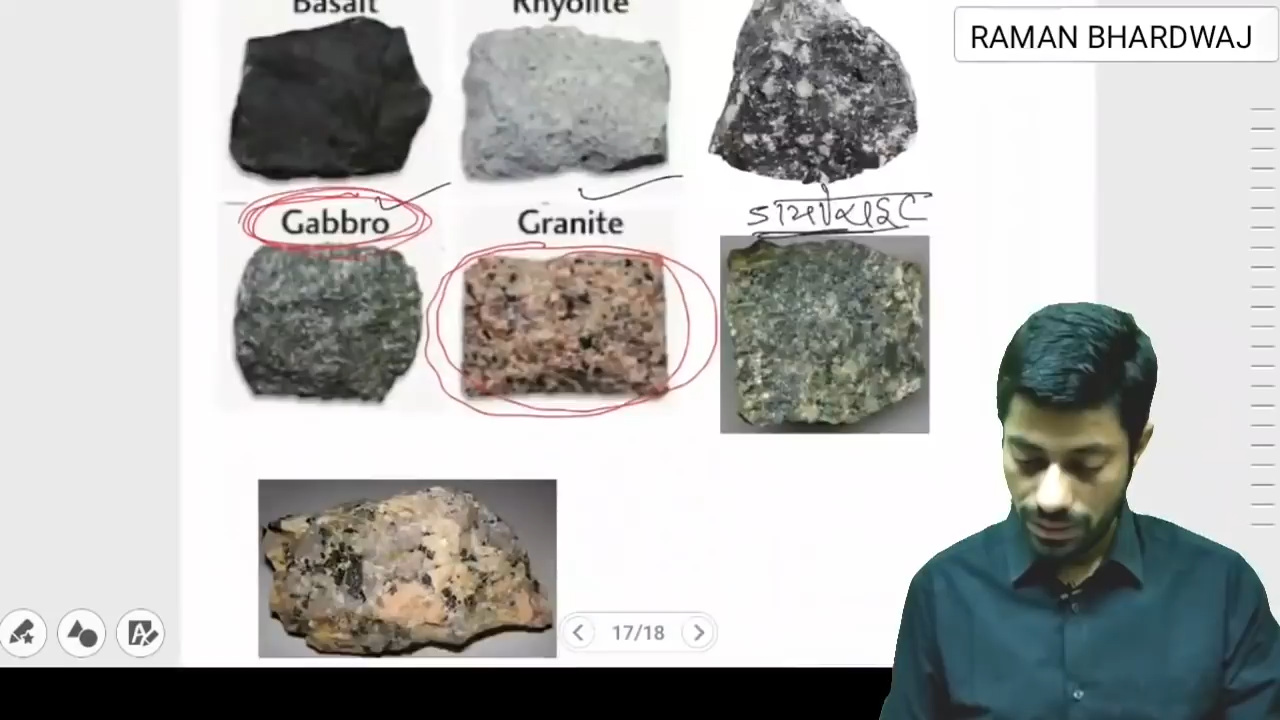 Basalt
Rhyolite
RAMAN BHARDWAJ
Gabbro
Granite
17/18